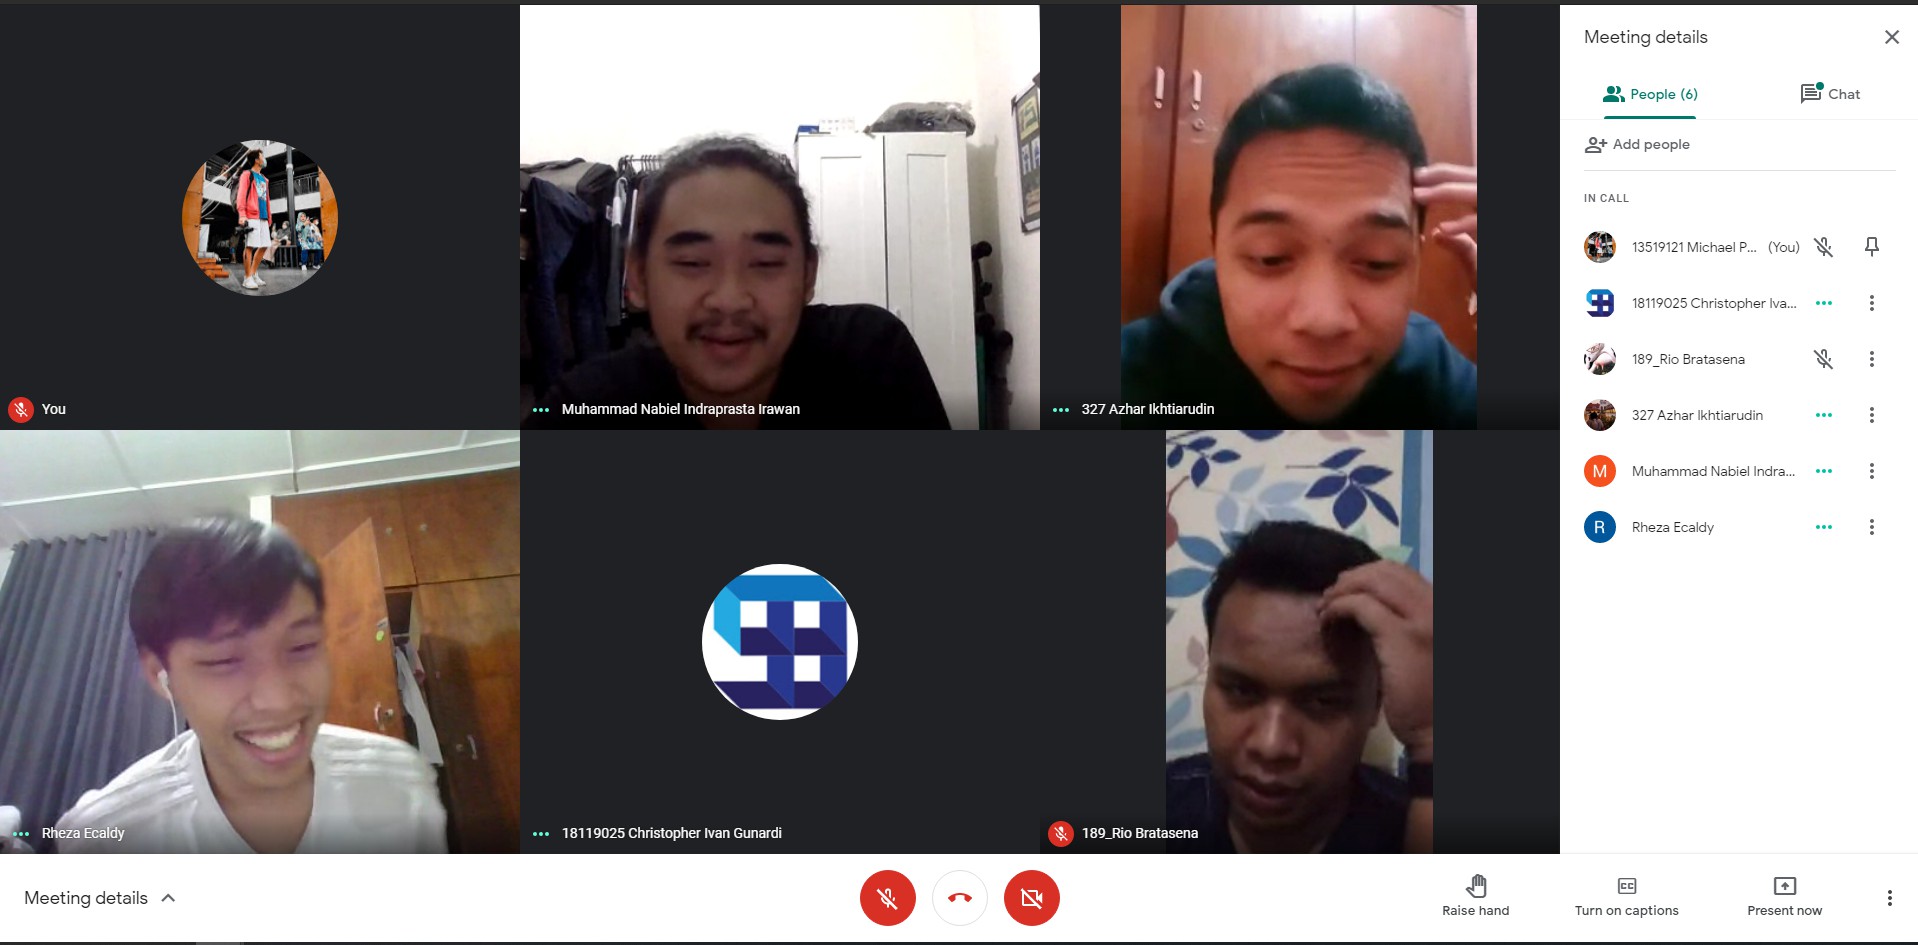 You
Muhammad Nabiel Indraprasta Irawan
327 Azhar Ikhtiarudin
Rheza Ecaldy
18119025 Christopher Ivan Gunardi
189_Rio Bratasena
Meeting details
People (6)
Chat
Add people
IN CALL
13519121 Michael P... (You)
18119025 Christopher Iva...
189_Rio Bratasena
327 Azhar Ikhtiarudin
M
Muhammad Nabiel Indra...
R
Rheza Ecaldy
Meeting details
Raise hand
CC
Turn on captions
Present now